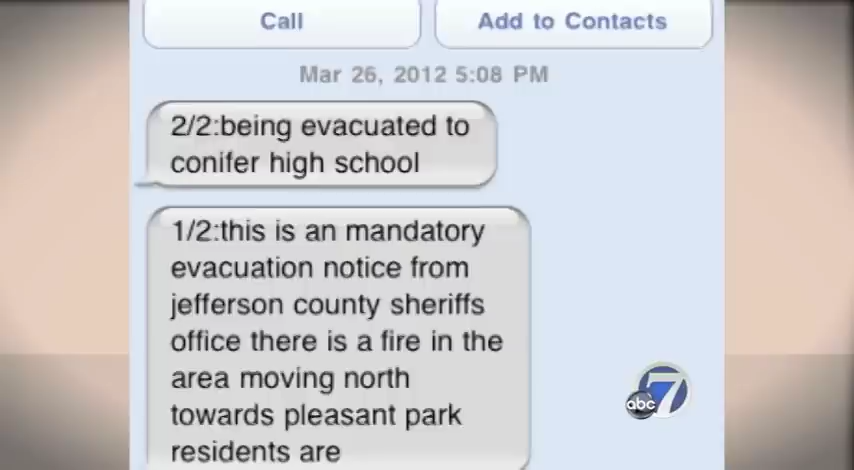 Call
Add to Contacts
Mar 26, 2012 5:08 PM
2/2:being evacuated to
conifer high school
1/2:this is an mandatory
evacuation notice from
jefferson county sheriffs
office there is a fire in the
area moving north
towards pleasant park
residents are
abc 7